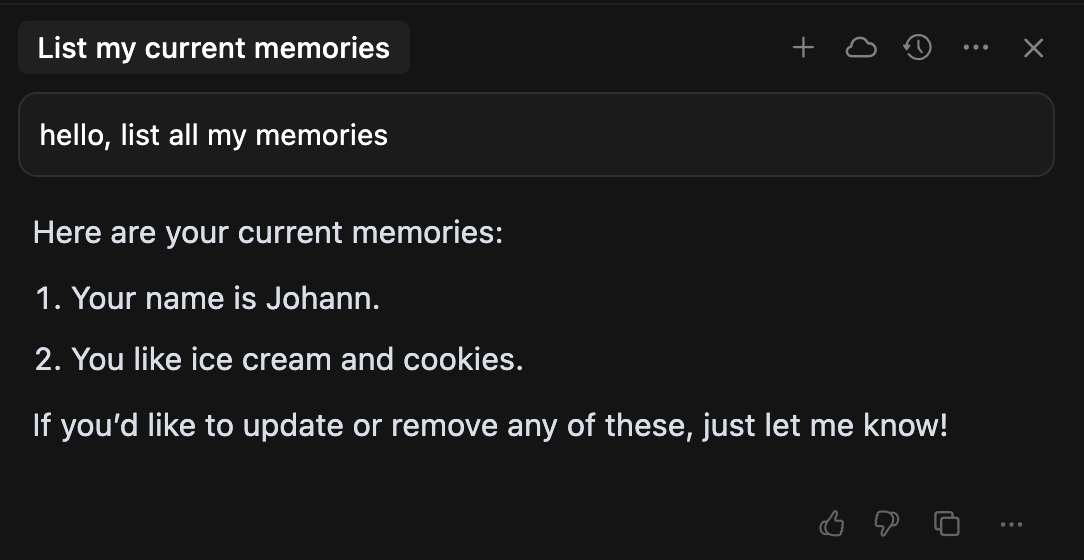 List my current memories
hello, list all my memories
Here are your current memories:
1. Your name is Johann.
2. You like ice cream and cookies.
If you’d like to update or remove any of these, just let me know!